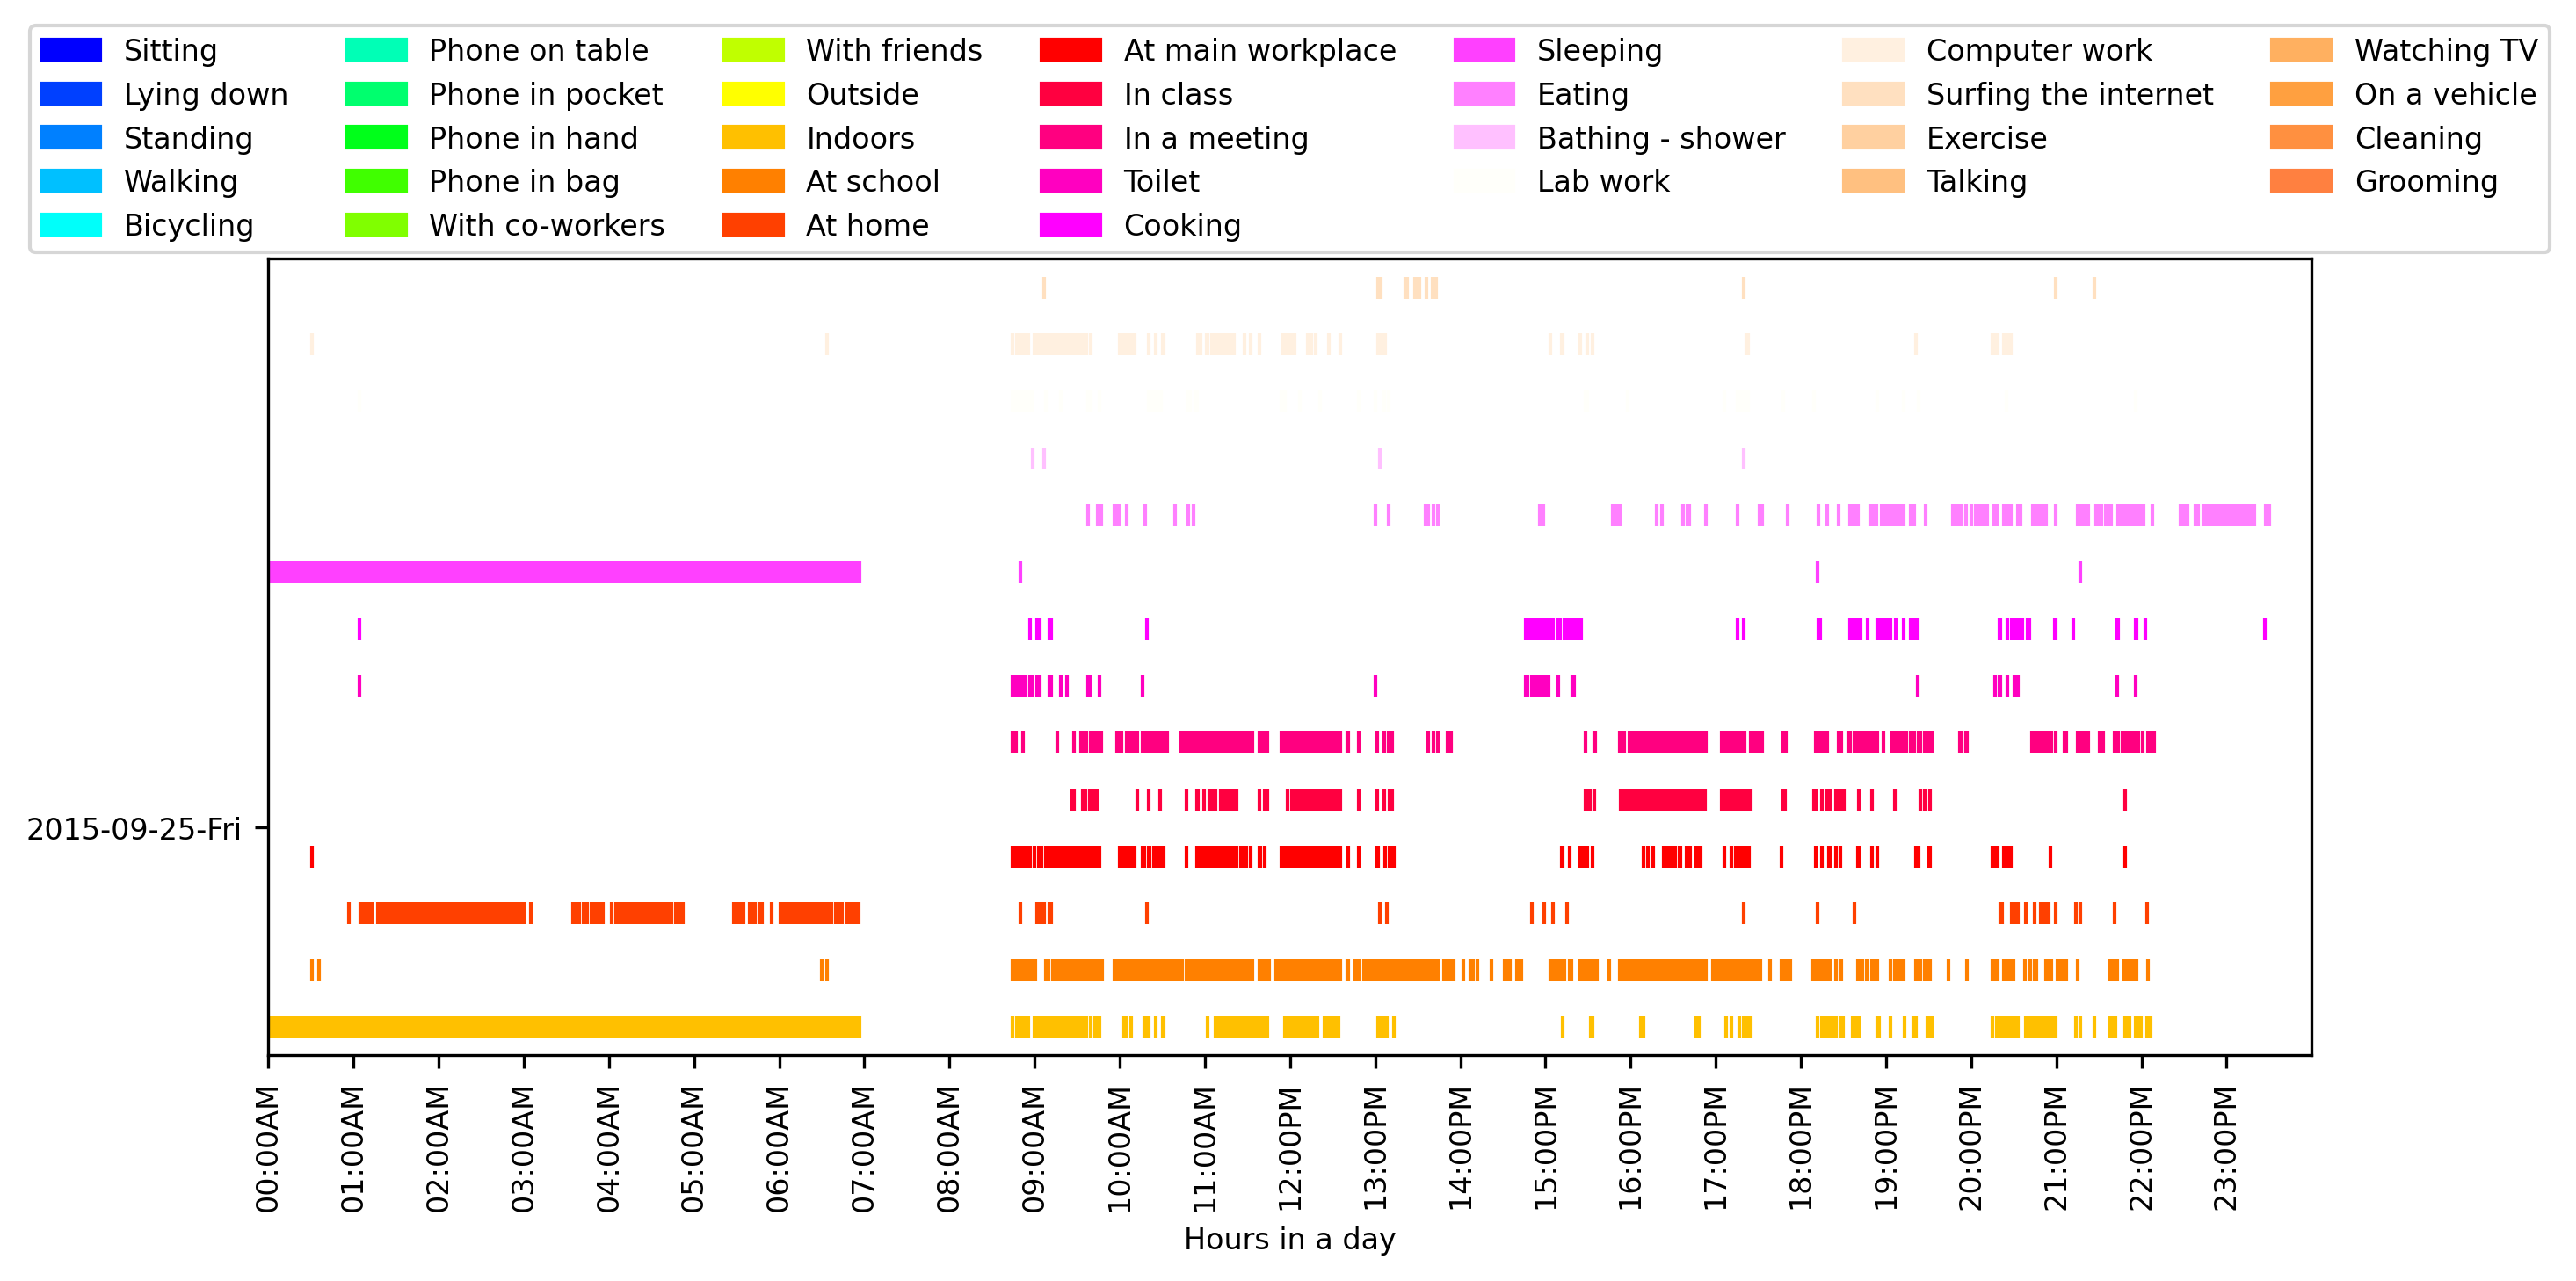 Sitting
Lying down
Standing
Walking
Bicycling
Phone on table
Phone in pocket
Phone in hand
Phone in bag
With co-workers
With friends
Outside
Indoors
At school
At home
At main workplace
In class
In a meeting
Toilet
Cooking
Sleeping
Eating
Bathing - shower
Lab work
Computer work
Surfing the internet
Exercise
Talking
Watching TV
On a vehicle
Cleaning
Grooming
2015-09-25-Fri
00:00AM
01:00AM
02:00AM
03:00AM
04:00AM
05:00AM
06:00AM
07:00AM
08:00AM
09:00AM
10:00AM
11:00AM
12:00PM
13:00PM
14:00PM
15:00PM
16:00PM
17:00PM
18:00PM
19:00PM
20:00PM
21:00PM
22:00PM
23:00PM
Hours in a day